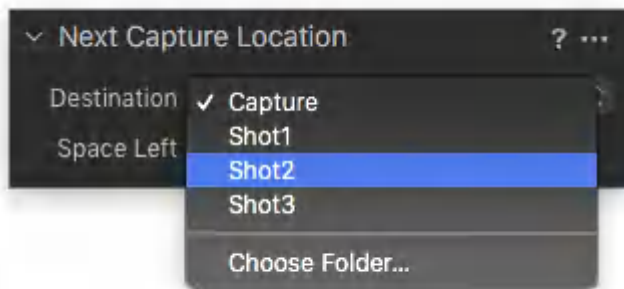 Next Capture Location ? ...
Destination ✓ Capture
Shot1
Space Left
Shot2
Shot3
Choose Folder...